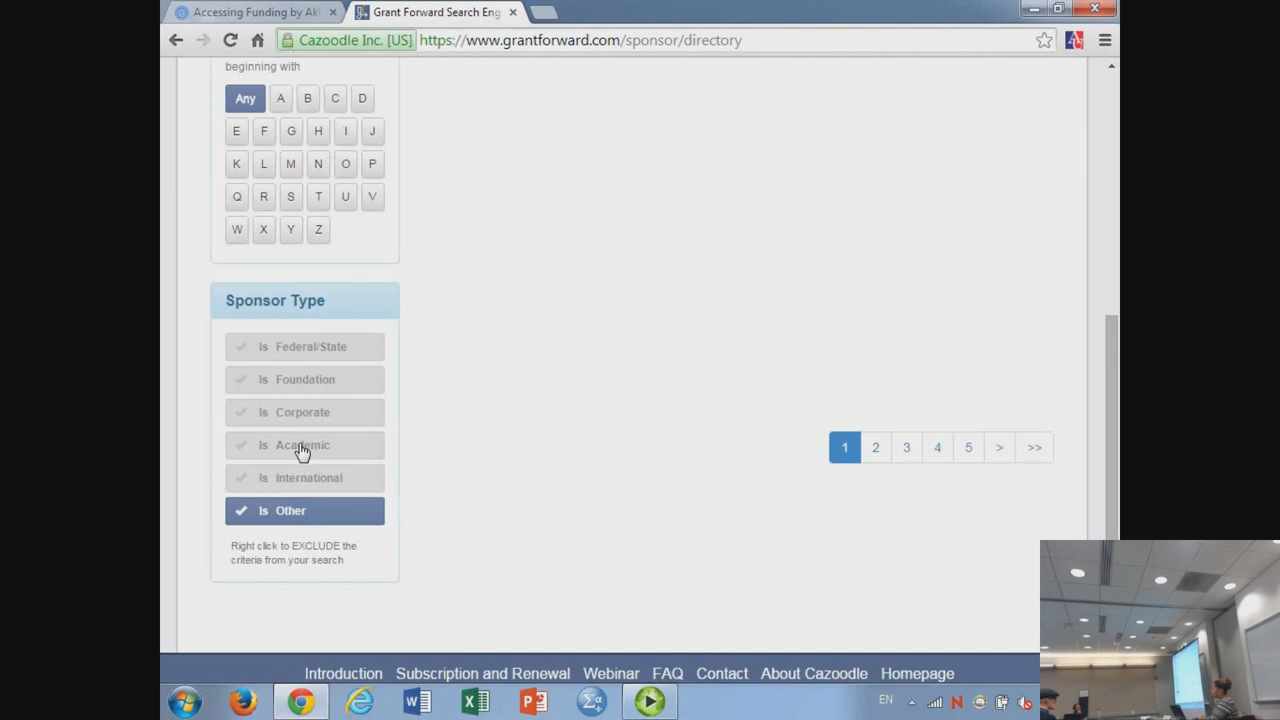 Accessing Funding by Ak
Grant Forward Search Eng
Cazoodle Inc. [US]
https://www.grantforward.com/sponsor/directory
beginning with
Any A B C D
E F G H I J
K L M N O P
Q R S T U V
W X Y Z
Sponsor Type
Is Federal/State
Is Foundation
Is Corporate
Is Academic
Is International
Is Other
Right click to EXCLUDE the
criteria from your search
1 2 3 4 5 > >>
Introduction Subscription and Renewal Webinar FAQ Contact About Cazoodle Homepage
EN